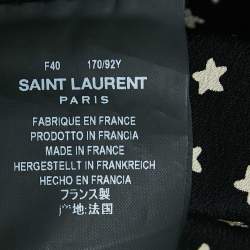 F40 170/92Y
SAINT LAURENT
PARIS
FABRIQUE EN FRANCE
PRODOTTO IN FRANCIA
MADE IN FRANCE
HERGESTELLT IN FRANKREICH
HECHO EN FRANCIA
フランス製
地: 法国